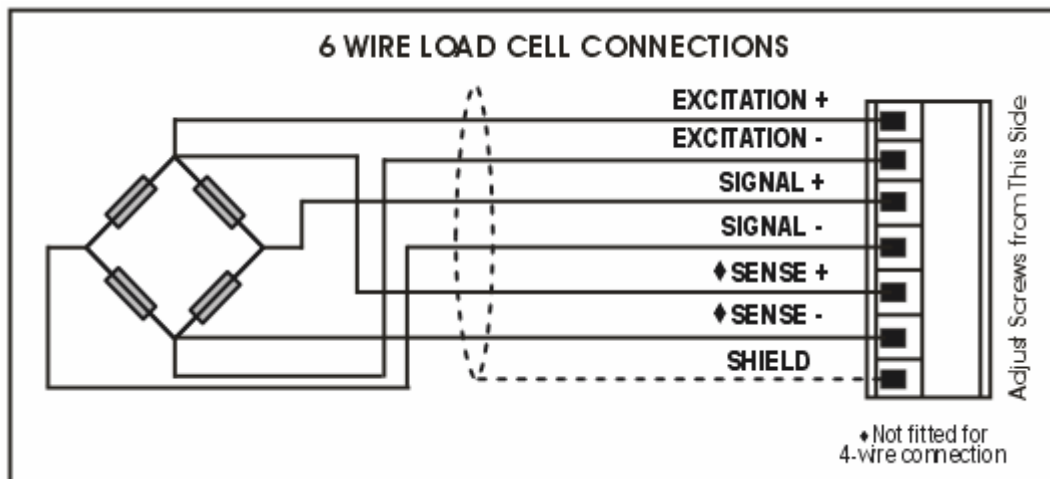 6 WIRE LOAD CELL CONNECTIONS
EXCITATION +
EXCITATION -
SIGNAL +
SIGNAL -
♦SENSE +
♦SENSE -
SHIELD
Adjust Screws from This Side
♦Not fitted for
4-wire connection